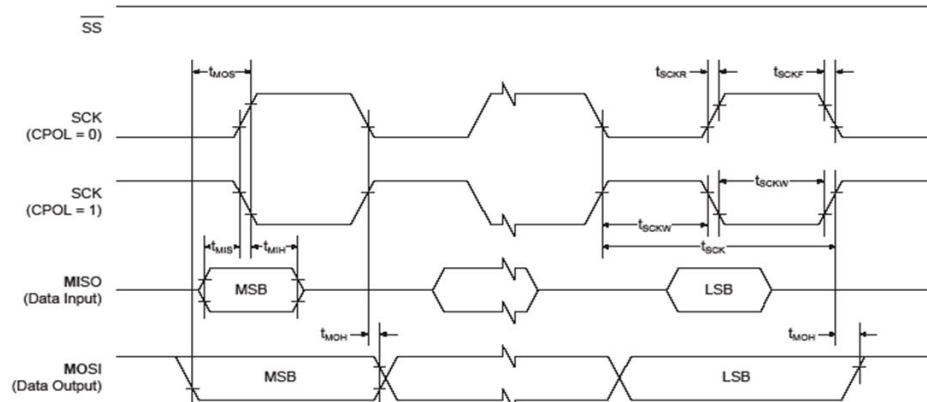 SS
tMOS
tSCKR
tSCKF
SCK
(CPOL = 0)
SCK
(CPOL = 1)
tSCKW
tSCKW
tMIS
tMIH
tSCK
MISO
(Data Input)
MSB
LSB
tMOH
tMOH
MOSI
(Data Output)
MSB
LSB